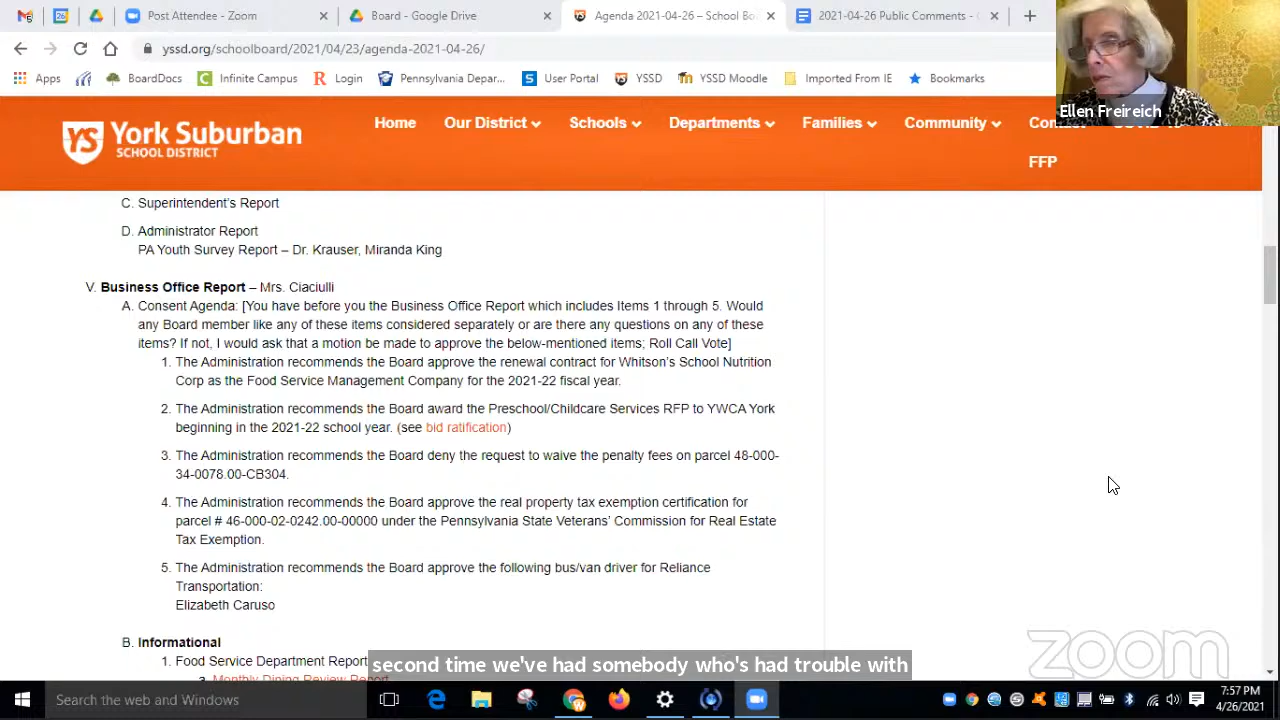 Post Attendee - Zoom
Board - Google Drive
Agenda 2021-04-26 – School Bo
2021-04-26 Public Comments -
yssd.org/schoolboard/2021/04/23/agenda-2021-04-26/
Apps
BoardDocs
Infinite Campus
Login
Pennsylvania Depar...
User Portal
YSSD
YSSD Moodle
Imported From IE
Bookmarks
Ellen Freireich
YS York Suburban
SCHOOL DISTRICT
Home
Our District
Schools
Departments
Families
Community
FFP
C. Superintendent's Report
D. Administrator Report
PA Youth Survey Report – Dr. Krauser, Miranda King
V. Business Office Report – Mrs. Ciaciulli
A. Consent Agenda: [You have before you the Business Office Report which includes Items 1 through 5. Would
any Board member like any of these items considered separately or are there any questions on any of these
items? If not, I would ask that a motion be made to approve the below-mentioned items; Roll Call Vote]
1. The Administration recommends the Board approve the renewal contract for Whitson's School Nutrition
Corp as the Food Service Management Company for the 2021-22 fiscal year.
2. The Administration recommends the Board award the Preschool/Childcare Services RFP to YWCA York
beginning in the 2021-22 school year. (see bid ratification)
3. The Administration recommends the Board deny the request to waive the penalty fees on parcel 48-000-
34-0078.00-CB304.
4. The Administration recommends the Board approve the real property tax exemption certification for
parcel # 46-000-02-0242.00-00000 under the Pennsylvania State Veterans' Commission for Real Estate
Tax Exemption.
5. The Administration recommends the Board approve the following bus/van driver for Reliance
Transportation:
Elizabeth Caruso
B. Informational
1. Food Service Department Report
a. Monthly Dining Review Report
second time we've had somebody who's had trouble with
zoom
Search the web and Windows
7:57 PM
4/26/2021